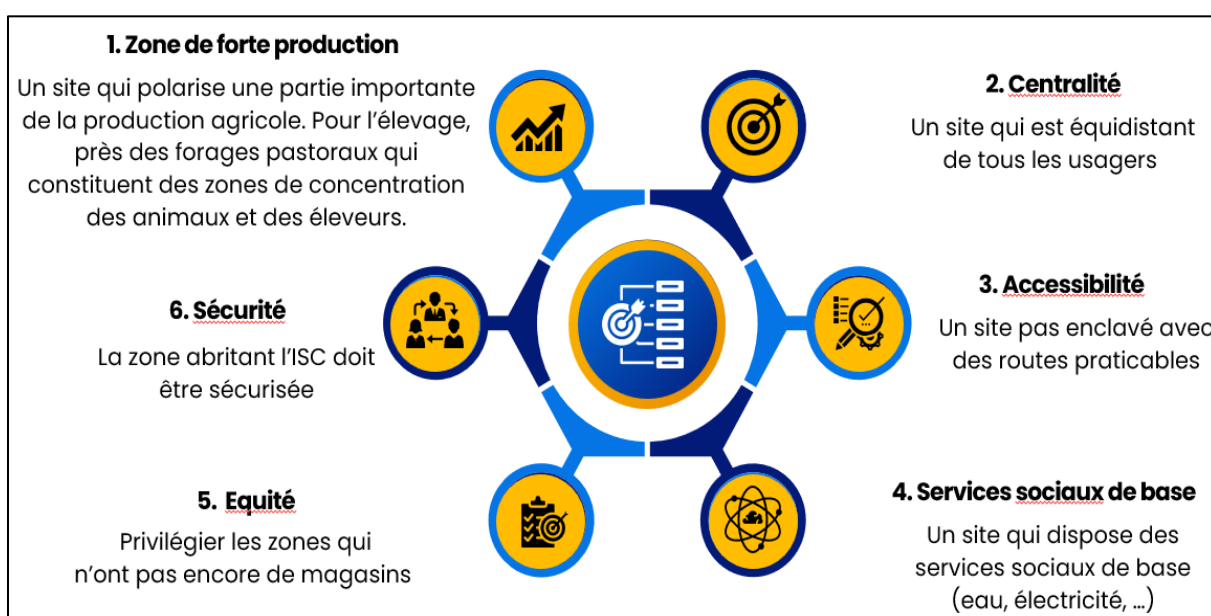 1. Zone de forte production
Un site qui polarise une partie importante
de la production agricole. Pour l’élevage,
près des forages pastoraux qui
constituent des zones de concentration
des animaux et des éleveurs.
2. Centralité
Un site qui est équidistant
de tous les usagers
3. Accessibilité
Un site pas enclavé avec
des routes praticables
4. Services sociaux de base
Un site qui dispose des
services sociaux de base
(eau, électricité, ...)
5. Equité
Privilégier les zones qui
n’ont pas encore de magasins
6. Sécurité
La zone abritant l’ISC doit
être sécurisée